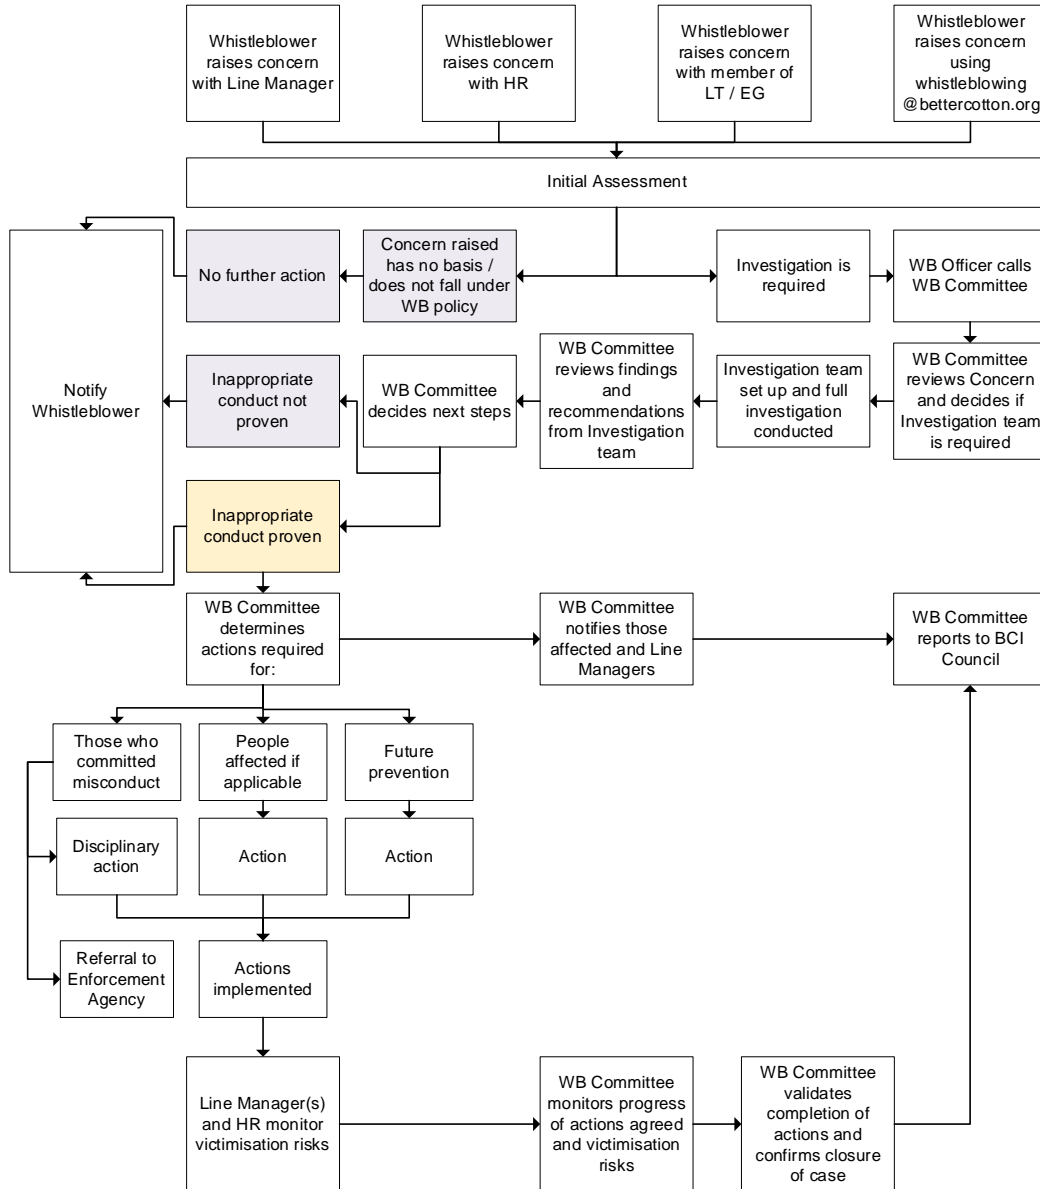 Whistleblower
raises concern
with Line Manager
Whistleblower
raises concern
with HR
Whistleblower
raises concern
with member of
LT / EG
Whistleblower
raises concern
using
whistleblowing
@bettercotton.org
Initial Assessment
Notify
Whistleblower
No further action
Concern raised
has no basis /
does not fall under
WB policy
Investigation is
required
WB Officer calls
WB Committee
Inappropriate
conduct not
proven
WB Committee
decides next steps
WB Committee
reviews findings
and
recommendations
from Investigation
team
Investigation team
set up and full
investigation
conducted
WB Committee
reviews Concern
and decides if
Investigation team
is required
Inappropriate
conduct proven
WB Committee
determines
actions required
for:
WB Committee
notifies those
affected and Line
Managers
WB Committee
reports to BCI
Council
Those who
committed
misconduct
People
affected if
applicable
Future
prevention
Disciplinary
action
Action
Action
Referral to
Enforcement
Agency
Actions
implemented
Line Manager(s)
and HR monitor
victimisation risks
WB Committee
monitors progress
of actions agreed
and victimisation
risks
WB Committee
validates
completion of
actions and
confirms closure
of case